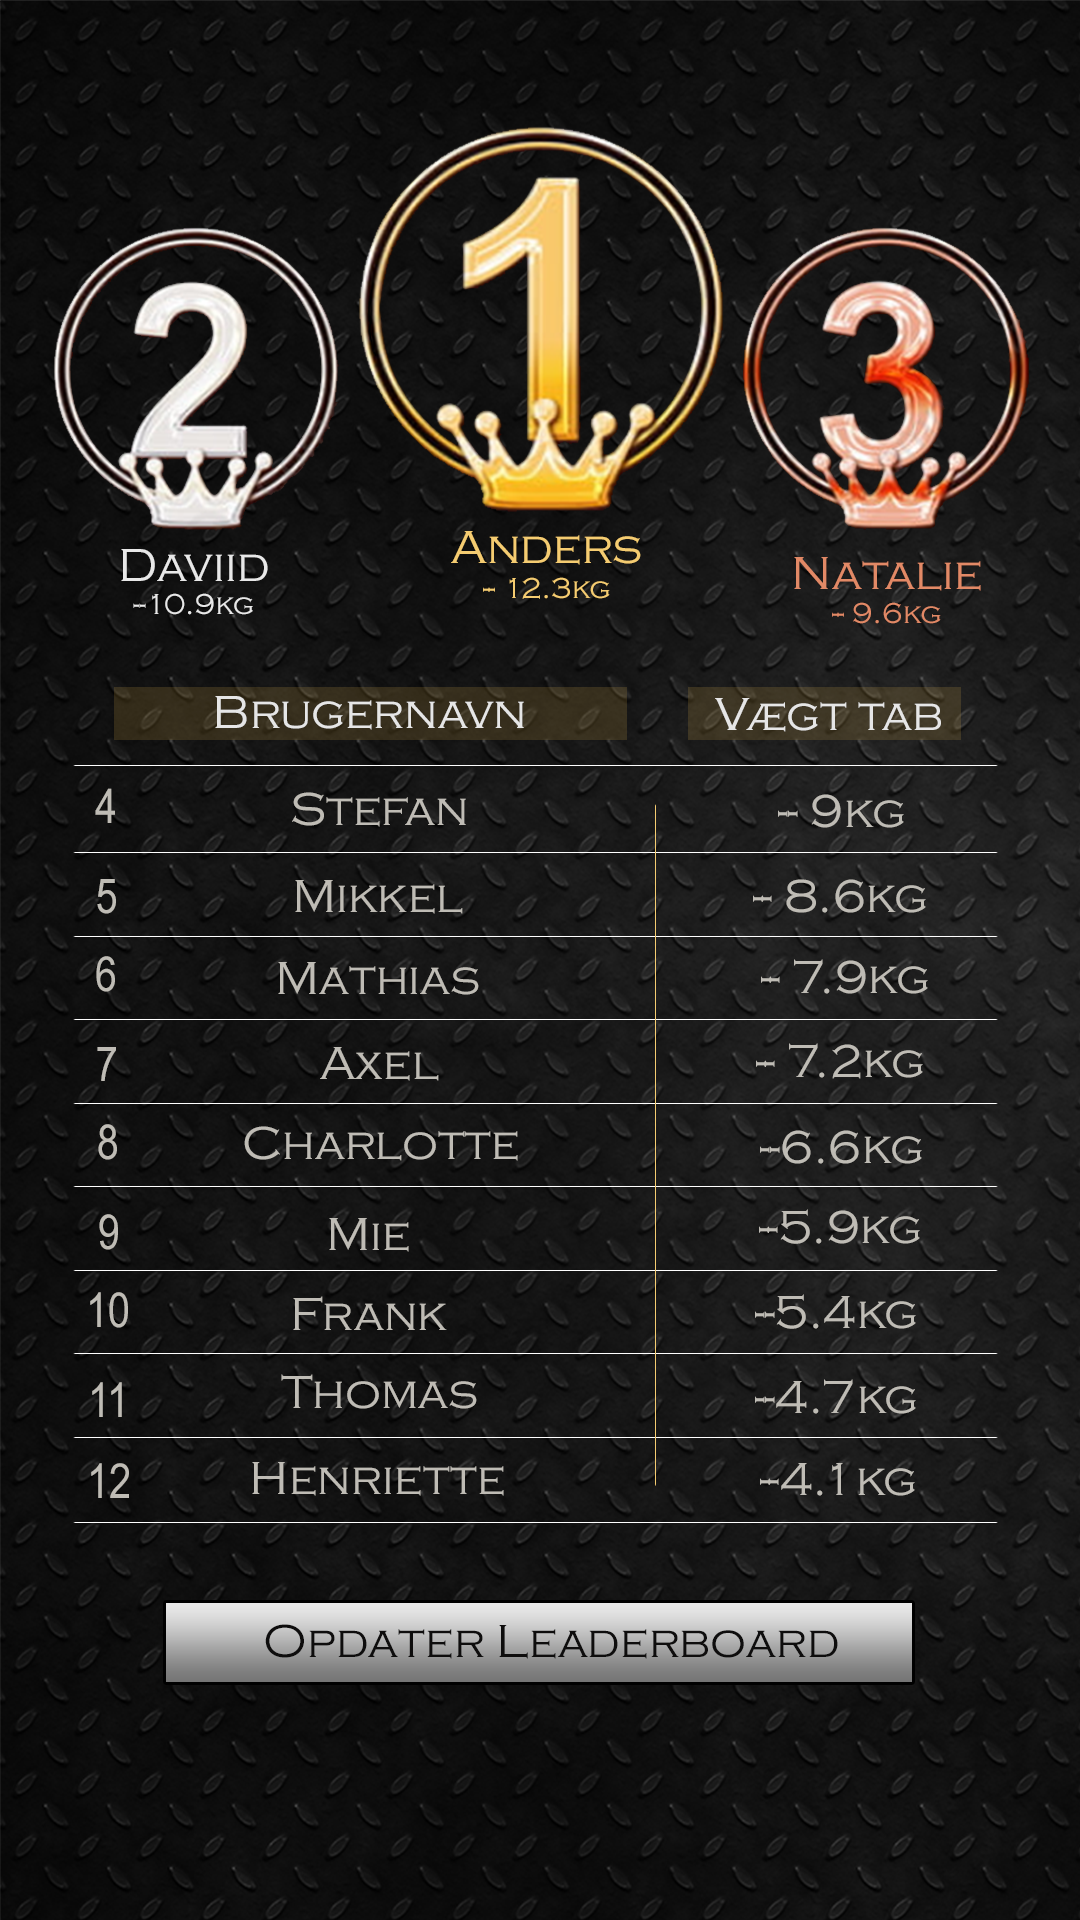 1
2
3
Anders
- 12.3kg
Daviid
-10.9kg
Natalie
- 9.6kg
Brugernavn Vægt tab
4 Stefan - 9kg
5 Mikkel - 8.6kg
6 Mathias - 7.9kg
7 Axel - 7.2kg
8 Charlotte -6.6kg
9 Mie -5.9kg
10 Frank -5.4kg
11 Thomas -4.7kg
12 Henriette -4.1kg
Opdater Leaderboard